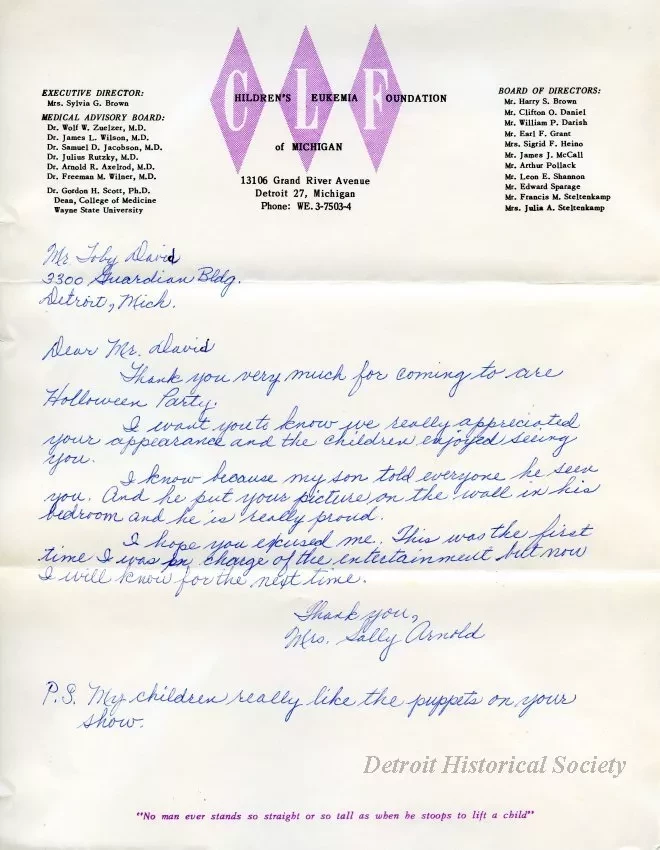 CLF
CHILDREN'S LEUKEMIA FOUNDATION
of MICHIGAN
13106 Grand River Avenue
Detroit 27, Michigan
Phone: WE. 3-7503-4
EXECUTIVE DIRECTOR:
Mrs. Sylvia G. Brown
MEDICAL ADVISORY BOARD:
Dr. Wolf W. Zuelzer, M.D.
Dr. James L. Wilson, M.D.
Dr. Samuel D. Jacobson, M.D.
Dr. Julius Rutzky, M.D.
Dr. Arnold R. Axelrod, M.D.
Dr. Freeman M. Wilner, M.D.
Dr. Gordon H. Scott, Ph.D.
Dean, College of Medicine
Wayne State University
BOARD OF DIRECTORS:
Mr. Harry S. Brown
Mr. Clifton O. Daniel
Mr. William P. Darish
Mr. Earl F. Grant
Mrs. Sigrid F. Heino
Mr. James J. McCall
Mr. Arthur Pollack
Mr. Leon E. Shannon
Mr. Edward Sparage
Mr. Francis M. Steltenkamp
Mrs. Julia A. Steltenkamp
Mr. Toby David
3300 Guardian Bldg.
Detroit, Mich.
Dear Mr. David
Thank you very much for coming to are
Holloween Party.
I want you to know we really appreciated
your appearance and the children enjoyed seeing
you.
I know because my son told everyone he seen
you. And he put your picture on the wall in his
bedroom and he is really proud.
I hope you excused me. This was the first
time I was in charge of the entertainment but now
I will know for the next time.
Thank you,
Mrs. Sally Arnold
P.S. My children really like the puppets on your
show.
Detroit Historical Society
"No man ever stands so straight or so tall as when he stoops to lift a child"